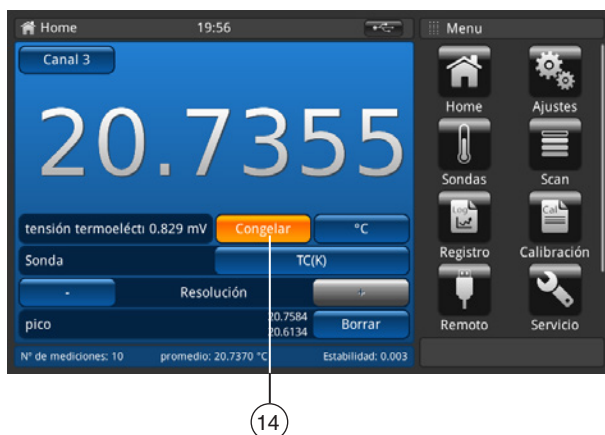 Home 19:56
Canal 3
20.7355
tensión termoeléctı 0.829 mV Congelar °C
Sonda TC(K)
- Resolución +
pico 20.7584 20.6134 Borrar
Nº de mediciones: 10 promedio: 20.7370 °C Estabilidad: 0.003
Menu
Home Ajustes
Sondas Scan
Log Cal
Registro Calibración
Remoto Servicio
14